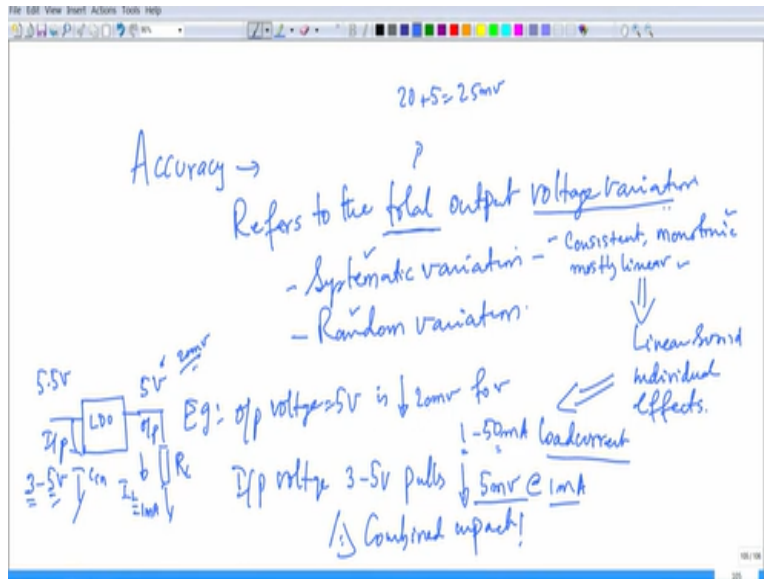 File Edit View Insert Actions Tools Help
20 + 5 = 25mv
Accuracy →
Refers to the total output voltage variation
- Systematic variation - Consistent, monotonic
mostly linear
- Random variation.
Linear sum
individual
effects.
5.5V 5V 20mv
LDO
I/p o/p
3-5V Cin IL = 1mA RL
Eg: o/p voltage = 5V is ↓ 20mv for
1-50mA load current
I/p voltage 3-5V pulls ↓ 5mv @ 1mA
Combined impact!